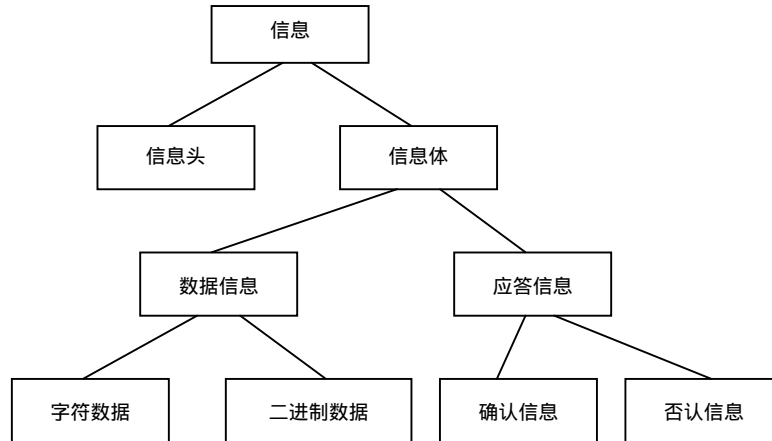 信息
信息头
信息体
数据信息
应答信息
字符数据
二进制数据
确认信息
否认信息